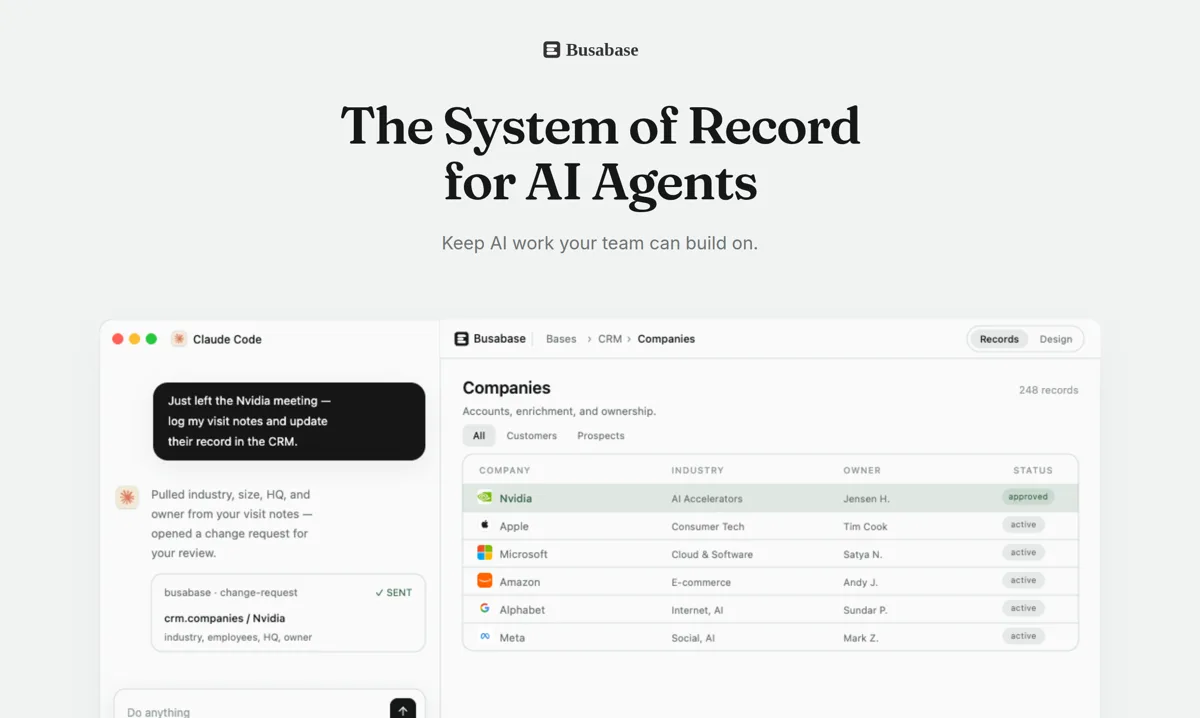 Busabase
The System of Record
for AI Agents
Keep AI work your team can build on.
Claude Code
Just left the Nvidia meeting —
log my visit notes and update
their record in the CRM.
Pulled industry, size, HQ, and
owner from your visit notes —
opened a change request for
your review.
busabase · change-request ✓ SENT
crm.companies / Nvidia
industry, employees, HQ, owner
Do anything
Busabase Bases › CRM › Companies Records Design
Companies 248 records
Accounts, enrichment, and ownership.
All Customers Prospects
COMPANY INDUSTRY OWNER STATUS
Nvidia AI Accelerators Jensen H. approved
Apple Consumer Tech Tim Cook active
Microsoft Cloud & Software Satya N. active
Amazon E-commerce Andy J. active
Alphabet Internet, AI Sundar P. active
Meta Social, AI Mark Z. active